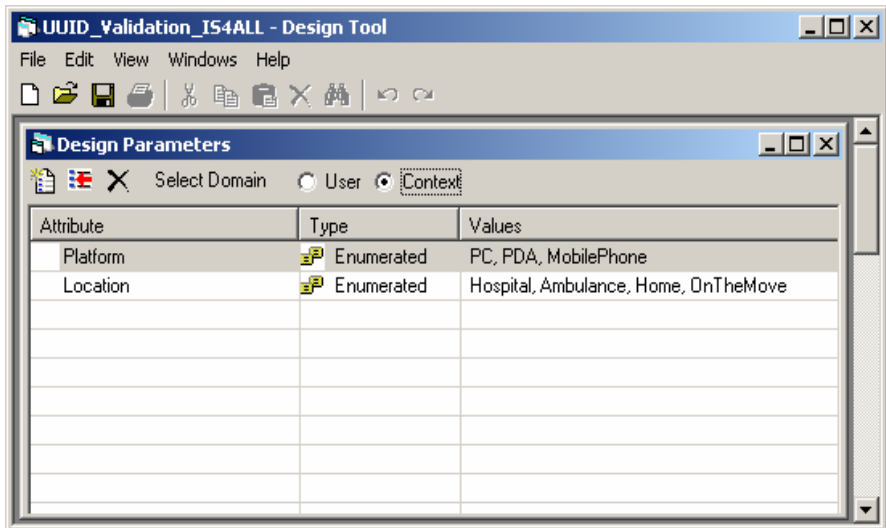 UUID_Validation_IS4ALL - Design Tool
File Edit View Windows Help
Design Parameters
Select Domain User Context
Attribute Type Values
Platform Enumerated PC, PDA, MobilePhone
Location Enumerated Hospital, Ambulance, Home, OnTheMove